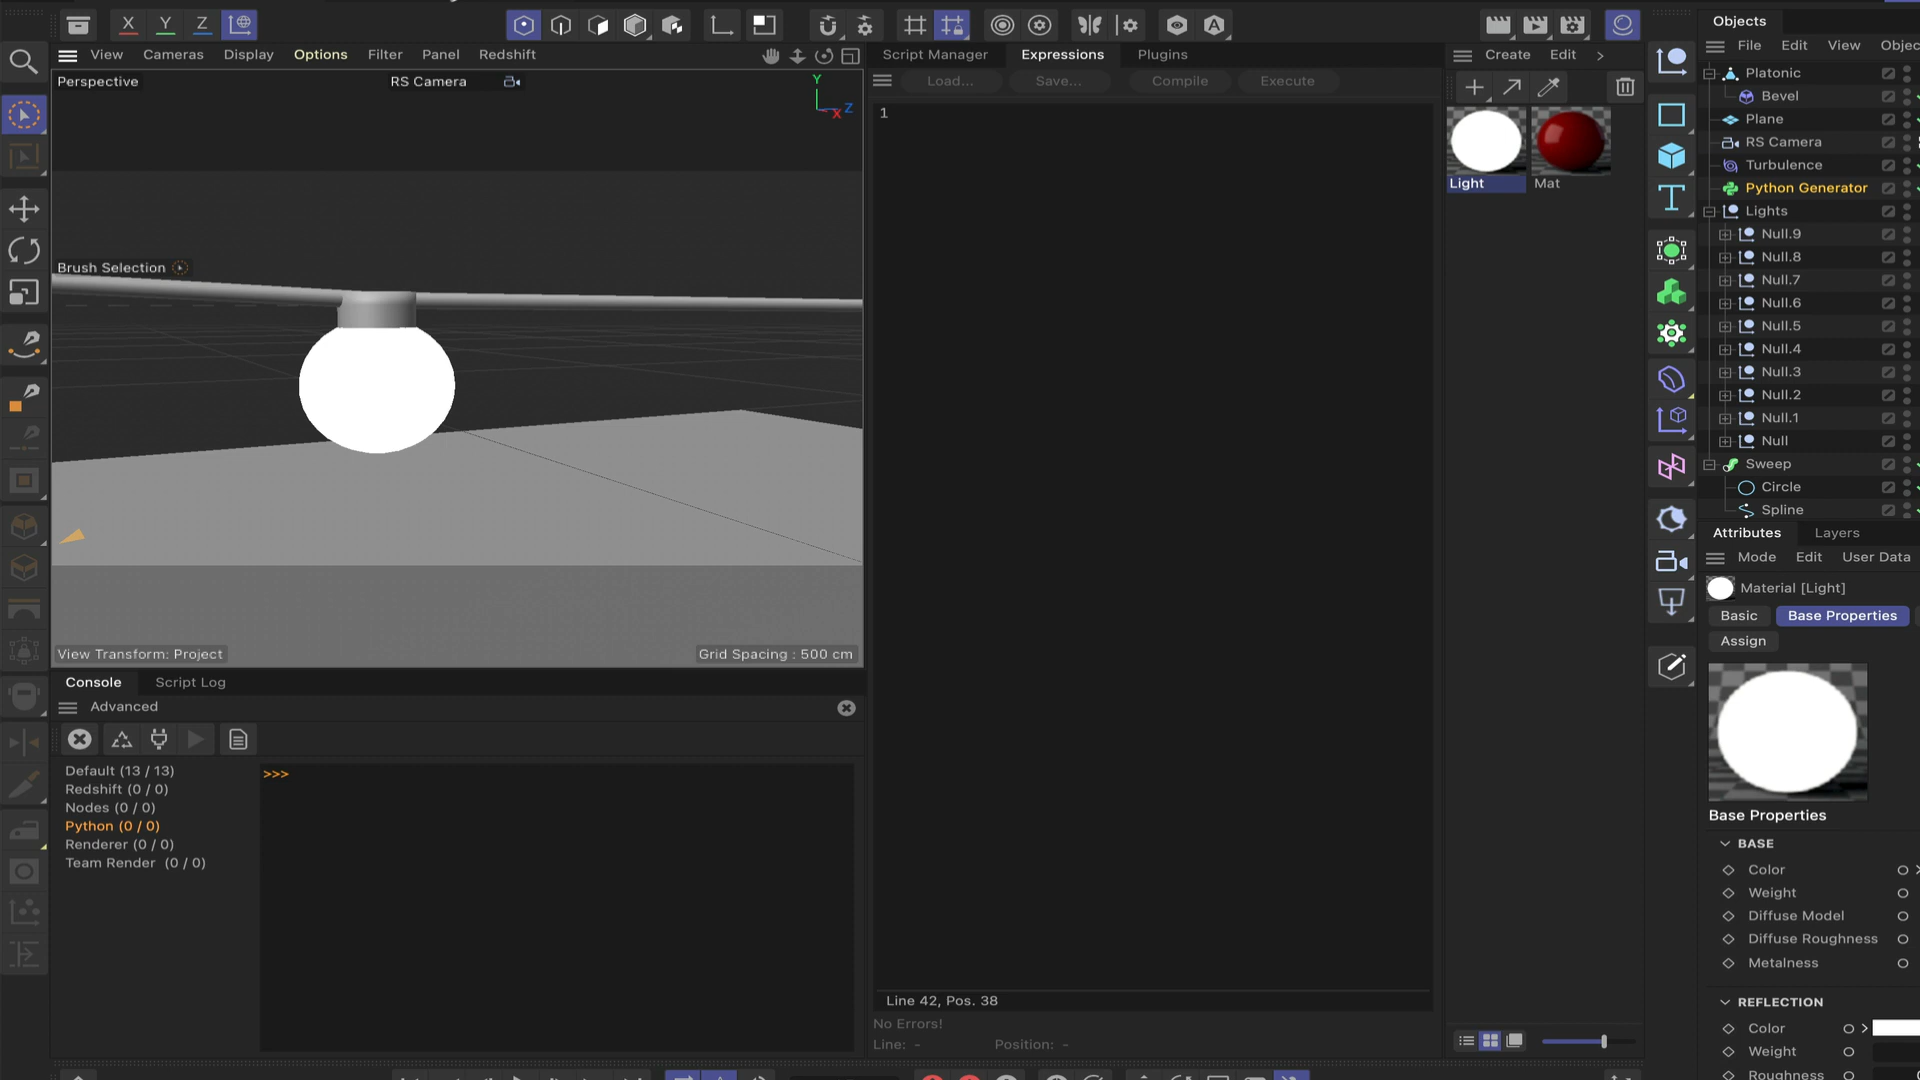 X Y Z
View Cameras Display Options Filter Panel Redshift
Perspective
RS Camera
Y
Z
X
Brush Selection
View Transform: Project
Grid Spacing : 500 cm
Console Script Log
Advanced
Default (13 / 13)
Redshift (0 / 0)
Nodes (0 / 0)
Python (0 / 0)
Renderer (0 / 0)
Team Render (0 / 0)
>>>
Script Manager Expressions Plugins
Load... Save... Compile Execute
1
Line 42, Pos. 38
No Errors!
Line: - Position: -
Create Edit
Light
Mat
Objects
File Edit View Objec
Platonic
Bevel
Plane
RS Camera
Turbulence
Python Generator
Lights
Null.9
Null.8
Null.7
Null.6
Null.5
Null.4
Null.3
Null.2
Null.1
Null
Sweep
Circle
Spline
Attributes Layers
Mode Edit User Data
Material [Light]
Basic Base Properties
Assign
Base Properties
BASE
Color
Weight
Diffuse Model
Diffuse Roughness
Metalness
REFLECTION
Color
Weight
Roughness